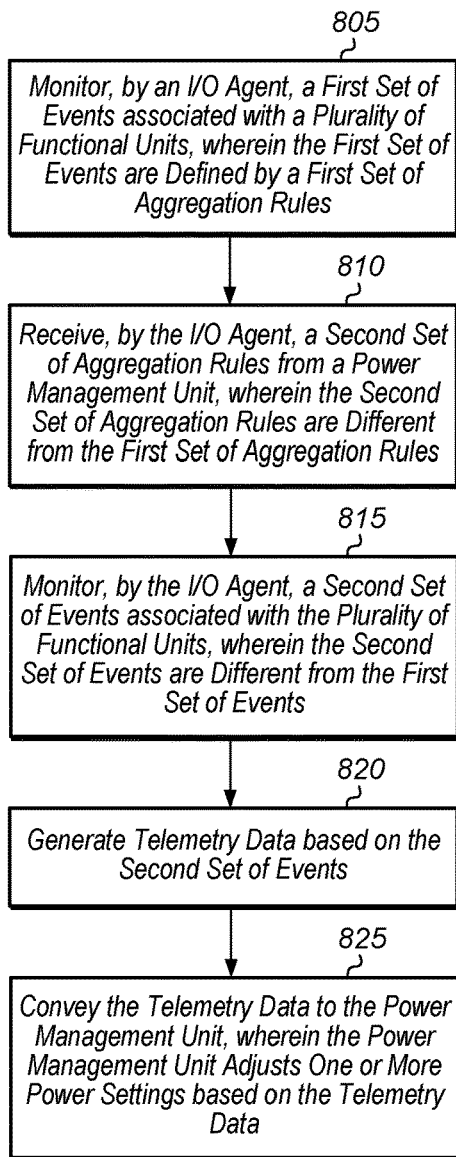 805
Monitor, by an I/O Agent, a First Set of
Events associated with a Plurality of
Functional Units, wherein the First Set of
Events are Defined by a First Set of
Aggregation Rules
810
Receive, by the I/O Agent, a Second Set
of Aggregation Rules from a Power
Management Unit, wherein the Second
Set of Aggregation Rules are Different
from the First Set of Aggregation Rules
815
Monitor, by the I/O Agent, a Second Set
of Events associated with the Plurality of
Functional Units, wherein the Second
Set of Events are Different from the First
Set of Events
820
Generate Telemetry Data based on the
Second Set of Events
825
Convey the Telemetry Data to the Power
Management Unit, wherein the Power
Management Unit Adjusts One or More
Power Settings based on the Telemetry
Data